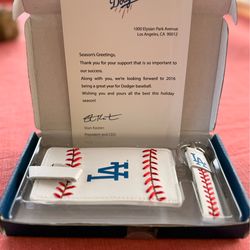 Dodgers
1000 Elysian Park Avenue
Los Angeles, CA 90012
Season's Greetings,
Thank you for your support that is so important to
our success.
Along with you, we're looking forward to 2016
being a great year for Dodger baseball.
Wishing you and yours all the best this holiday
season!
Stan Kasten
President and CEO
LA
LA